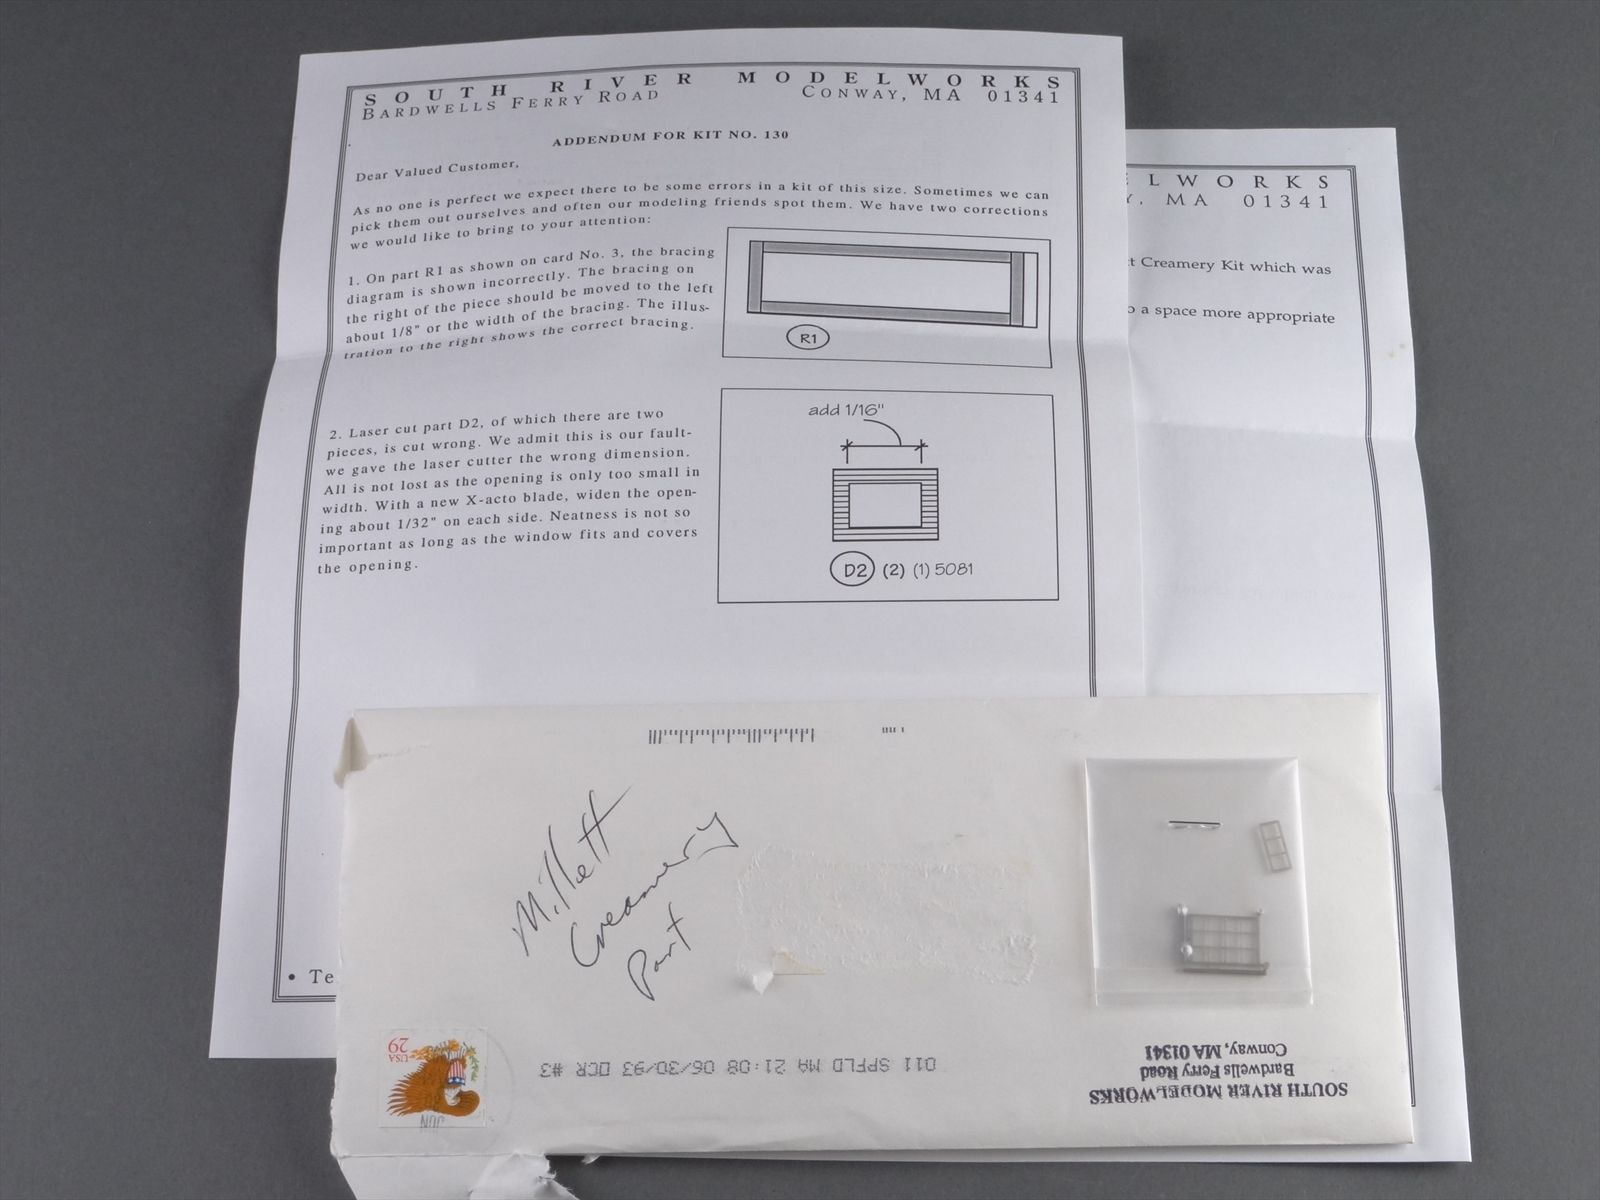 SOUTH RIVER MODELWORKS
BARDWELLS FERRY ROAD CONWAY, MA 01341
ADDENDUM FOR KIT NO. 130
Dear Valued Customer,
As no one is perfect we expect there to be some errors in a kit of this size. Sometimes we can
pick them out ourselves and often our modeling friends spot them. We have two corrections
we would like to bring to your attention:
1. On part R1 as shown on card No. 3, the bracing
diagram is shown incorrectly. The bracing on
the right of the piece should be moved to the left
about 1/8" or the width of the bracing. The illus-
tration to the right shows the correct bracing.
R1
2. Laser cut part D2, of which there are two
pieces, is cut wrong. We admit this is our fault-
we gave the laser cutter the wrong dimension.
All is not lost as the opening is only too small in
width. With a new X-acto blade, widen the open-
ing about 1/32" on each side. Neatness is not so
important as long as the window fits and covers
the opening.
add 1/16"
D2 (2) (1) 5081
• Te
ELWORKS
Y, MA 01341
t Creamery Kit which was
o a space more appropriate
Millett
Creamery
Part
SOUTH RIVER MODELWORKS
Bardwells Ferry Road
Conway, MA 01341
011 SPFLD MA 21:08 06/30/93 OCR #3
USA
29
JUN